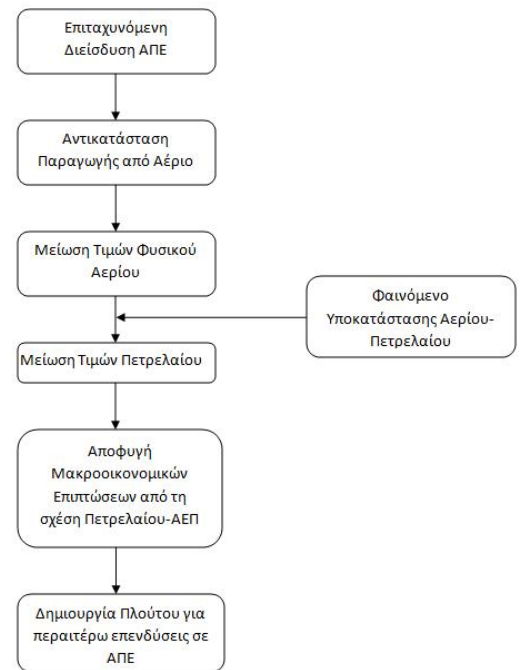 Επιταχυνόμενη
Διείσδυση ΑΠΕ
Αντικατάσταση
Παραγωγής από Αέριο
Μείωση Τιμών Φυσικού
Αερίου
Φαινόμενο
Υποκατάστασης Αερίου-
Πετρελαίου
Μείωση Τιμών Πετρελαίου
Αποφυγή
Μακροοικονομικών
Επιπτώσεων από τη
σχέση Πετρελαίου-ΑΕΠ
Δημιουργία Πλούτου για
περαιτέρω επενδύσεις σε
ΑΠΕ